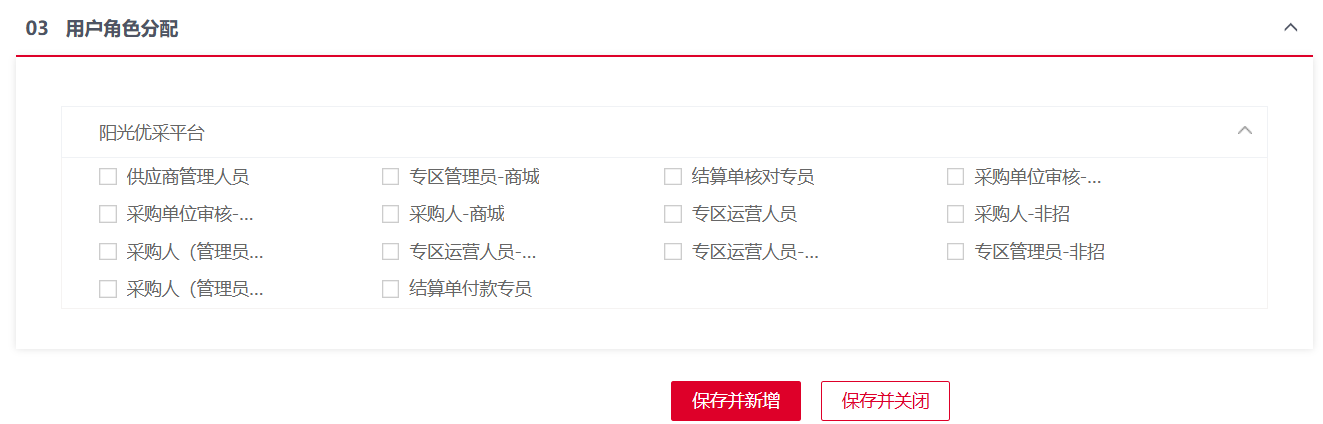 03 用户角色分配
阳光优采平台
供应商管理人员 专区管理员-商城 结算单核对专员 采购单位审核-...
采购单位审核-... 采购人-商城 专区运营人员 采购人-非招
采购人（管理员... 专区运营人员-... 专区运营人员-... 专区管理员-非招
采购人（管理员... 结算单付款专员
保存并新增 保存并关闭